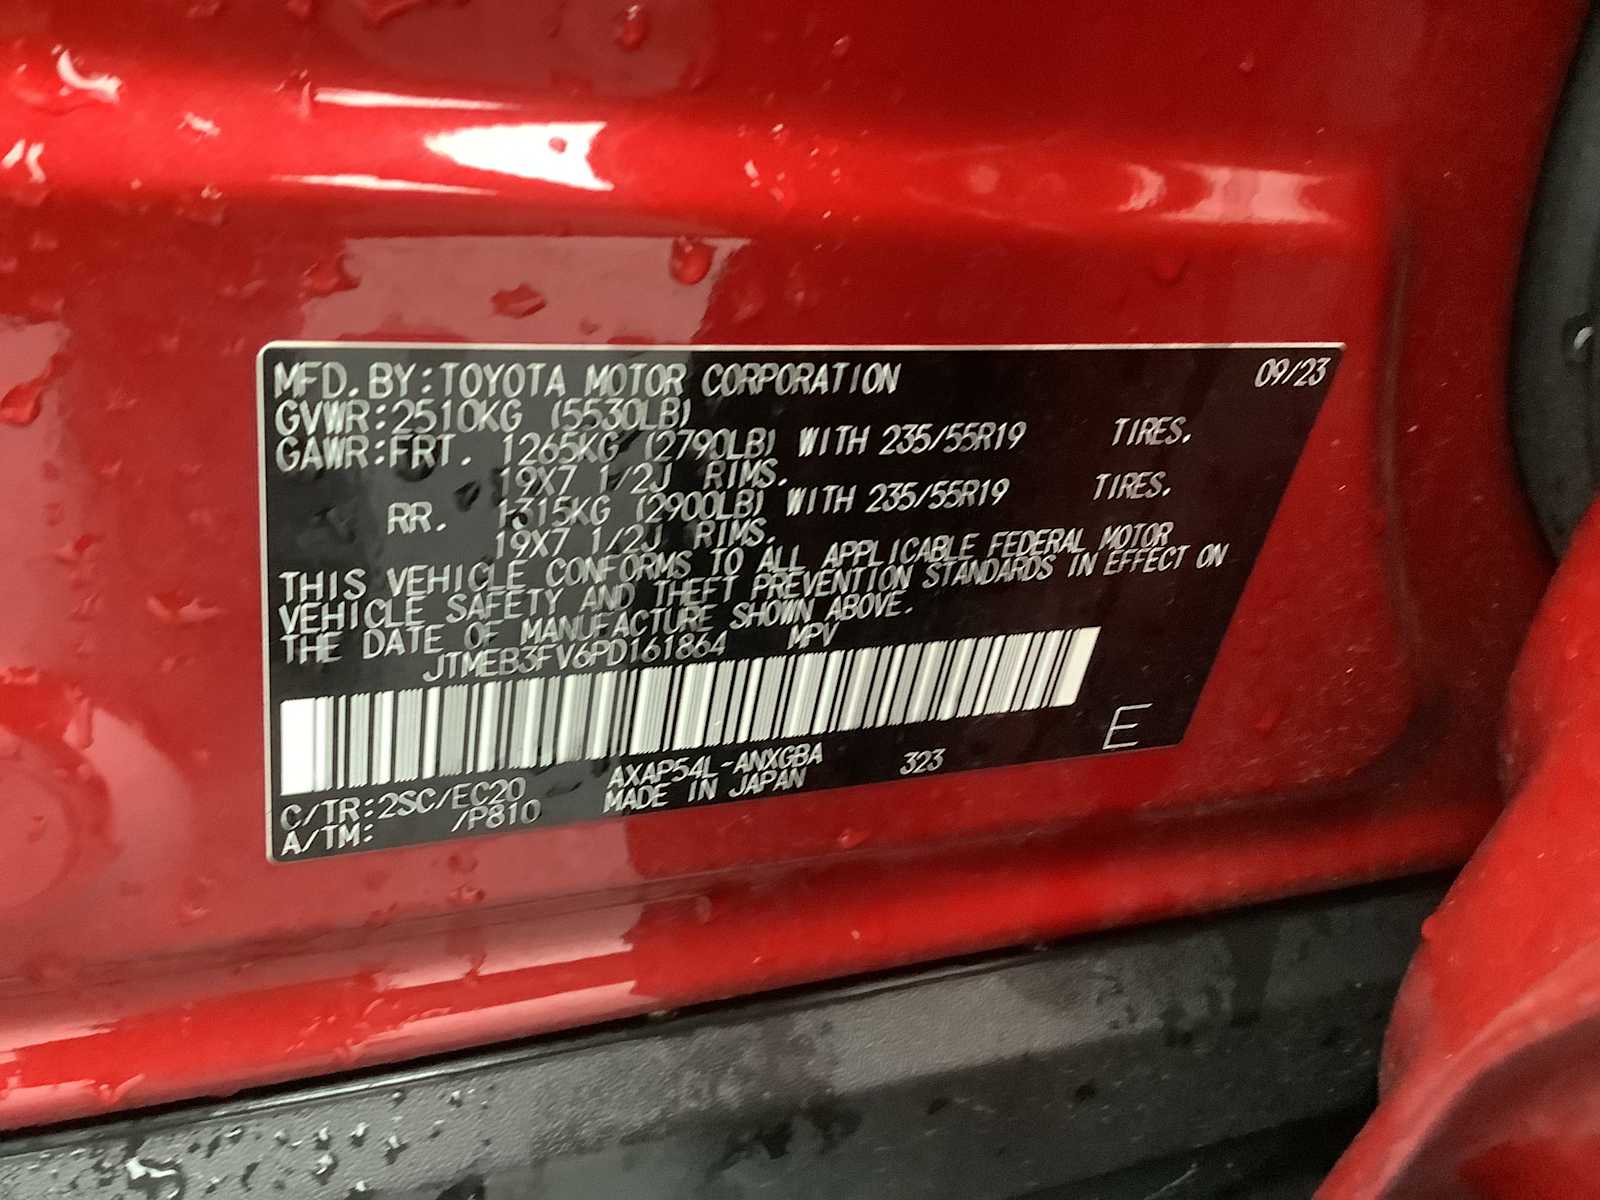 MFD.BY:TOYOTA MOTOR CORPORATION 09/23
GVWR:2510KG (5530LB)
GAWR:FRT. 1265KG (2790LB) WITH 235/55R19 TIRES.
19X7 1/2J RIMS.
RR. 1315KG (2900LB) WITH 235/55R19 TIRES.
19X7 1/2J RIMS.
THIS VEHICLE CONFORMS TO ALL APPLICABLE FEDERAL MOTOR
VEHICLE SAFETY AND THEFT PREVENTION STANDARDS IN EFFECT ON
THE DATE OF MANUFACTURE SHOWN ABOVE.
JTMEB3FV6PD161864 MPV
C/TR:2SC/EC20 AXAP54L-ANXGBA 323 E
A/TM: /P810 MADE IN JAPAN